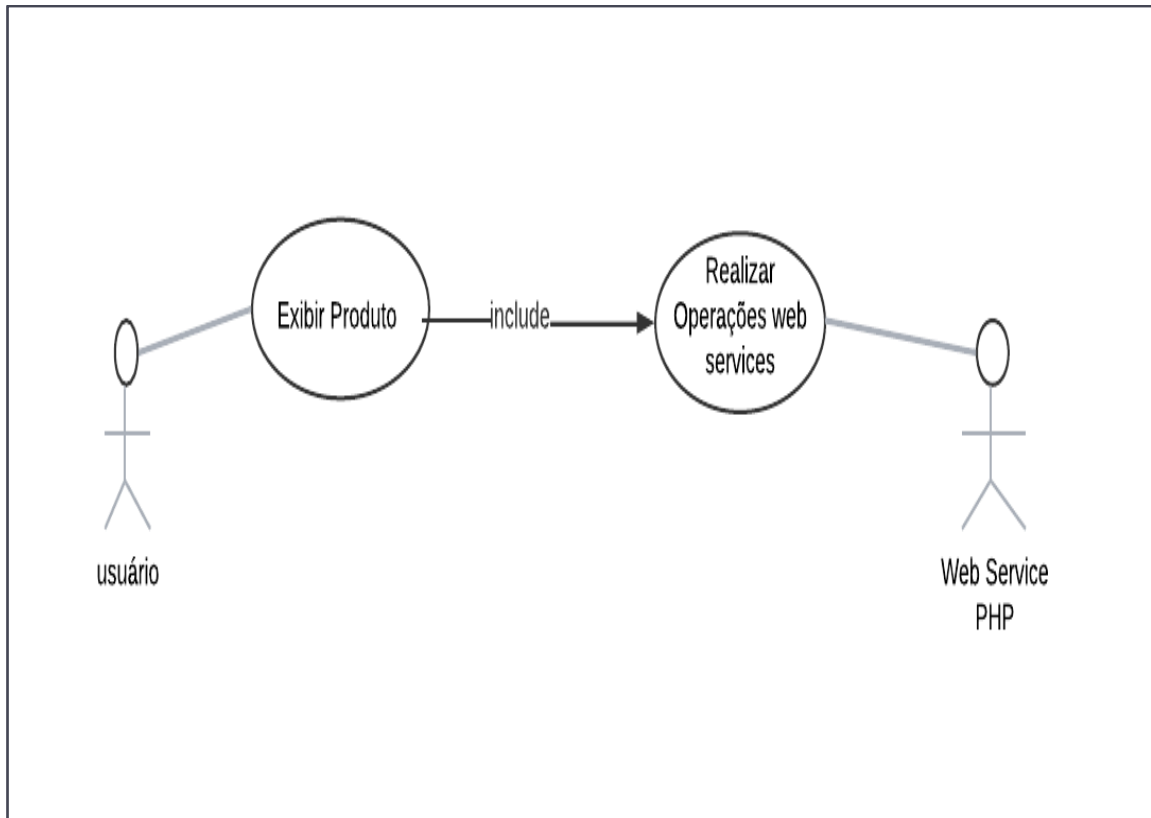 Exibir Produto
include
Realizar
Operações web
services
usuário
Web Service
PHP